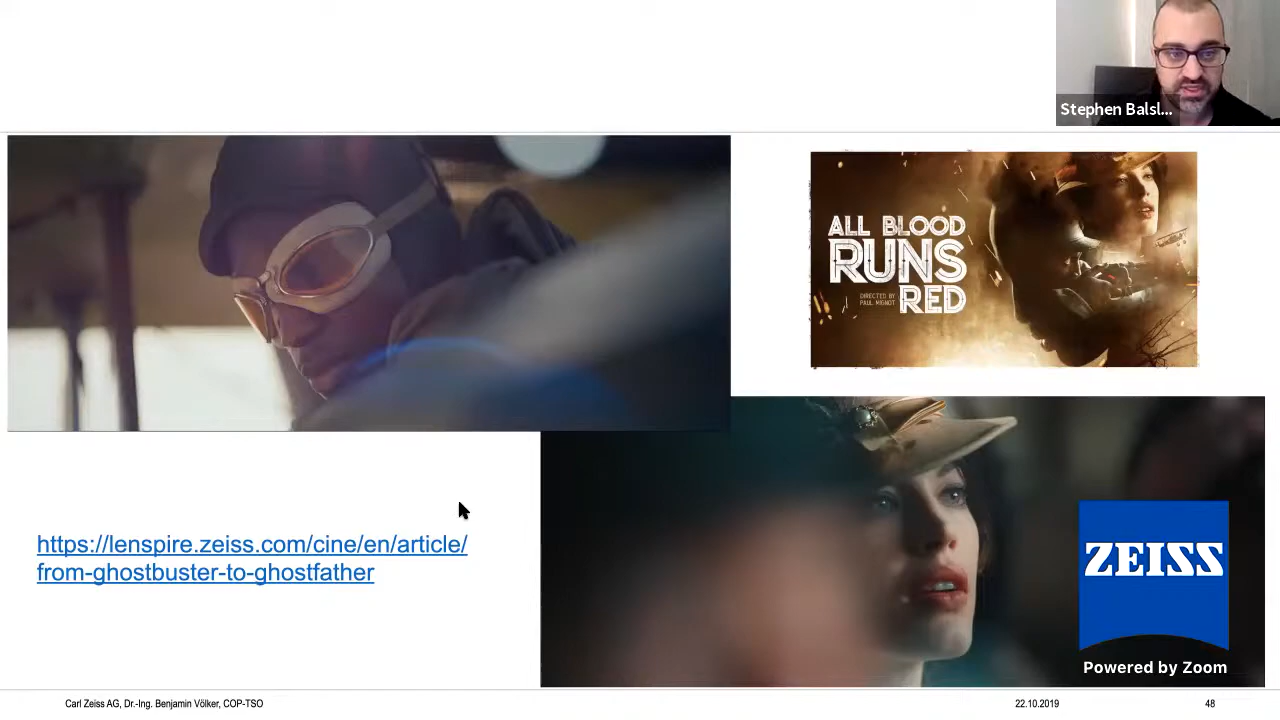 Stephen Balsl...
ALL BLOOD
RUNS
RED
DIRECTED BY
PAUL MIGNOT
https://lenspire.zeiss.com/cine/en/article/
from-ghostbuster-to-ghostfather
ZEISS
Powered by Zoom
Carl Zeiss AG, Dr.-Ing. Benjamin Völker, COP-TSO
22.10.2019
48